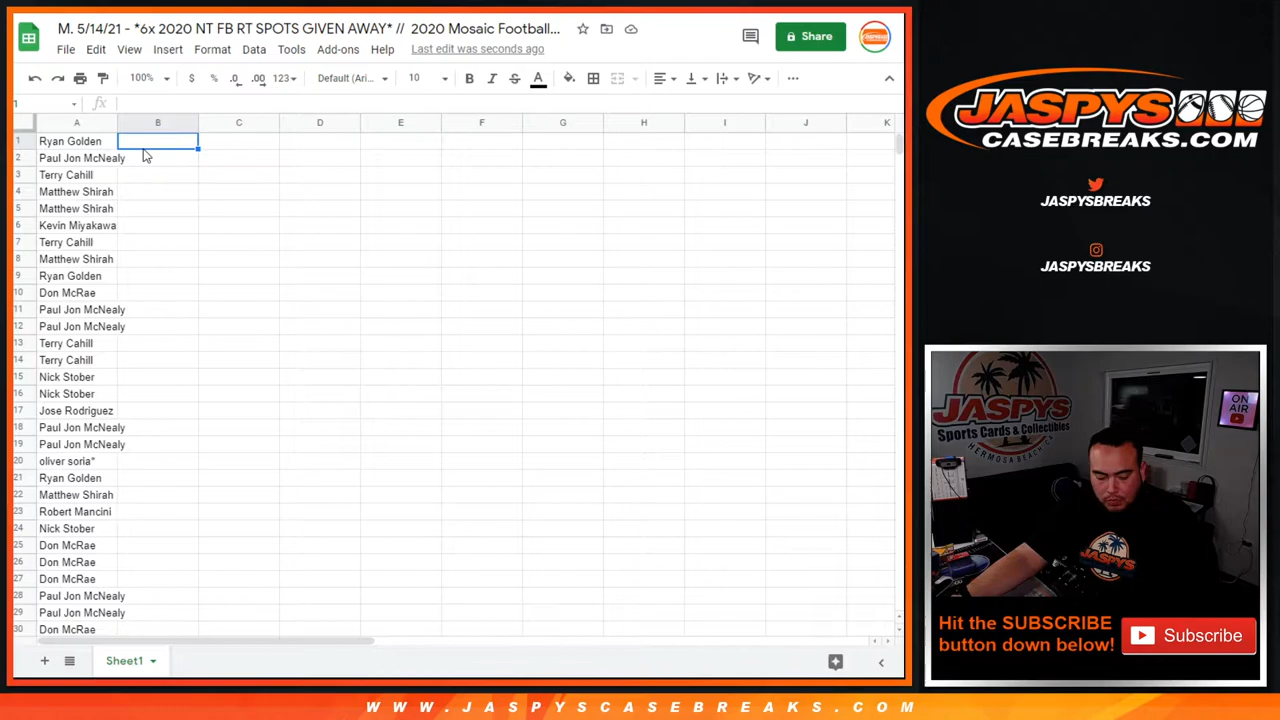 M. 5/14/21 - *6x 2020 NT FB RT SPOTS GIVEN AWAY* // 2020 Mosaic Football...
File Edit View Insert Format Data Tools Add-ons Help Last edit was seconds ago
Share
100% $ % .0 .00 123 Default (Ari... 10 B I S A
1 fx
A B C D E F G H I J K
1 Ryan Golden
2 Paul Jon McNealy
3 Terry Cahill
4 Matthew Shirah
5 Matthew Shirah
6 Kevin Miyakawa
7 Terry Cahill
8 Matthew Shirah
9 Ryan Golden
10 Don McRae
11 Paul Jon McNealy
12 Paul Jon McNealy
13 Terry Cahill
14 Terry Cahill
15 Nick Stober
16 Nick Stober
17 Jose Rodriguez
18 Paul Jon McNealy
19 Paul Jon McNealy
20 oliver soria*
21 Ryan Golden
22 Matthew Shirah
23 Robert Mancini
24 Nick Stober
25 Don McRae
26 Don McRae
27 Don McRae
28 Paul Jon McNealy
29 Paul Jon McNealy
30 Don McRae
Sheet1
JASPYS
CASEBREAKS.COM
JASPYSBREAKS
JASPYSBREAKS
JASPYS
Sports Cards & Collectibles
HERMOSA BEACH, CA
ON AIR
JASPYS
Hit the SUBSCRIBE
button down below!
Subscribe
WWW.JASPYSCASEBREAKS.COM